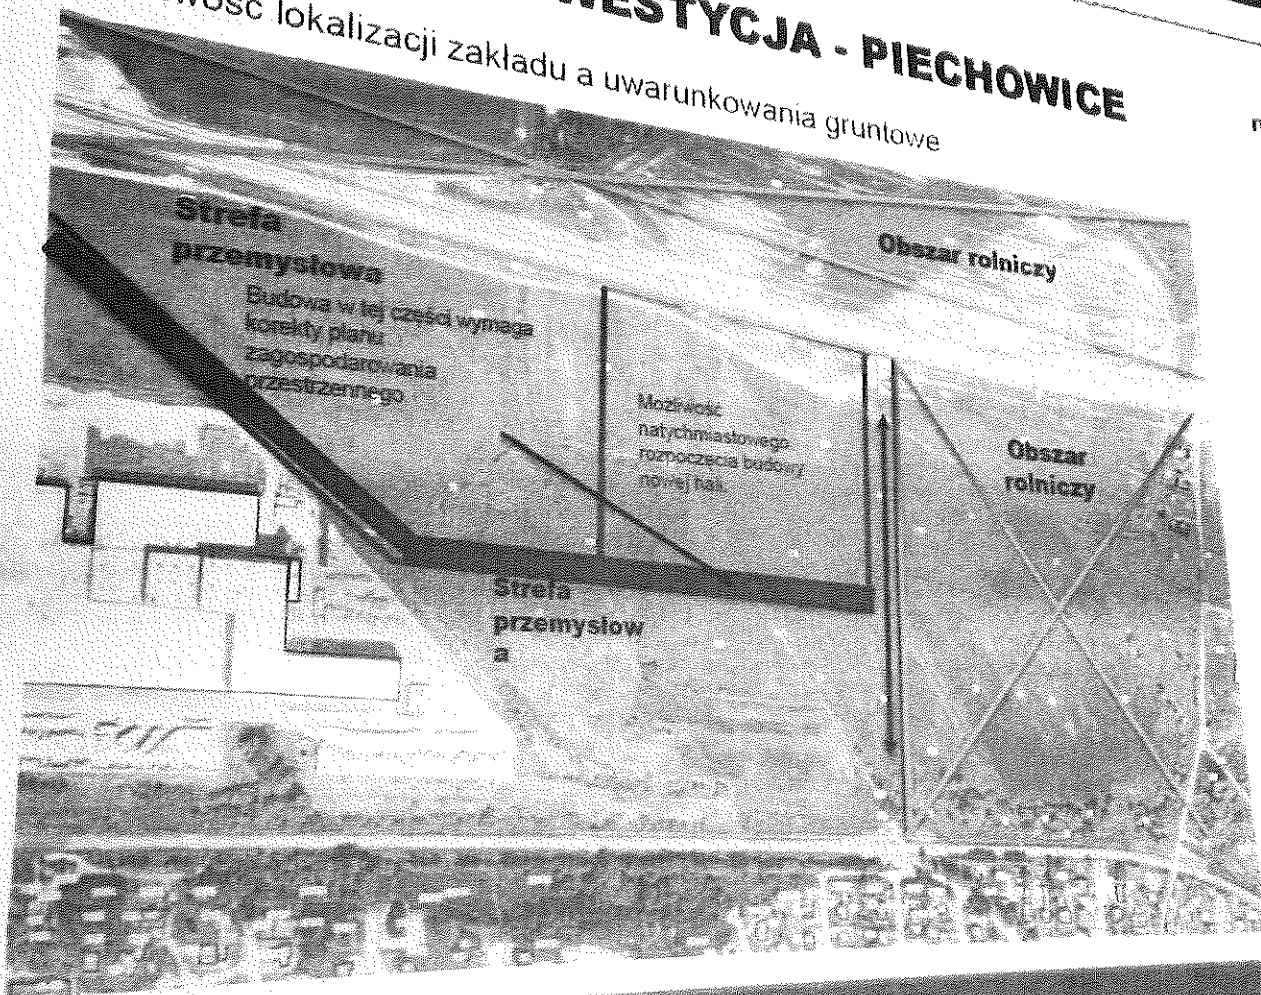 WESTYCJA - PIECHOWICE
lokalizacji zakładu a uwarunkowania gruntowe
Strefa
przemysłowa
Budowa w tej części wymaga
korekty planu
zagospodarowania
przestrzennego
Obszar rolniczy
Możliwość
natychmiastowego
rozpoczęcia budowy
nowej hali.
Obszar
rolniczy
Strefa
przemysłow
a